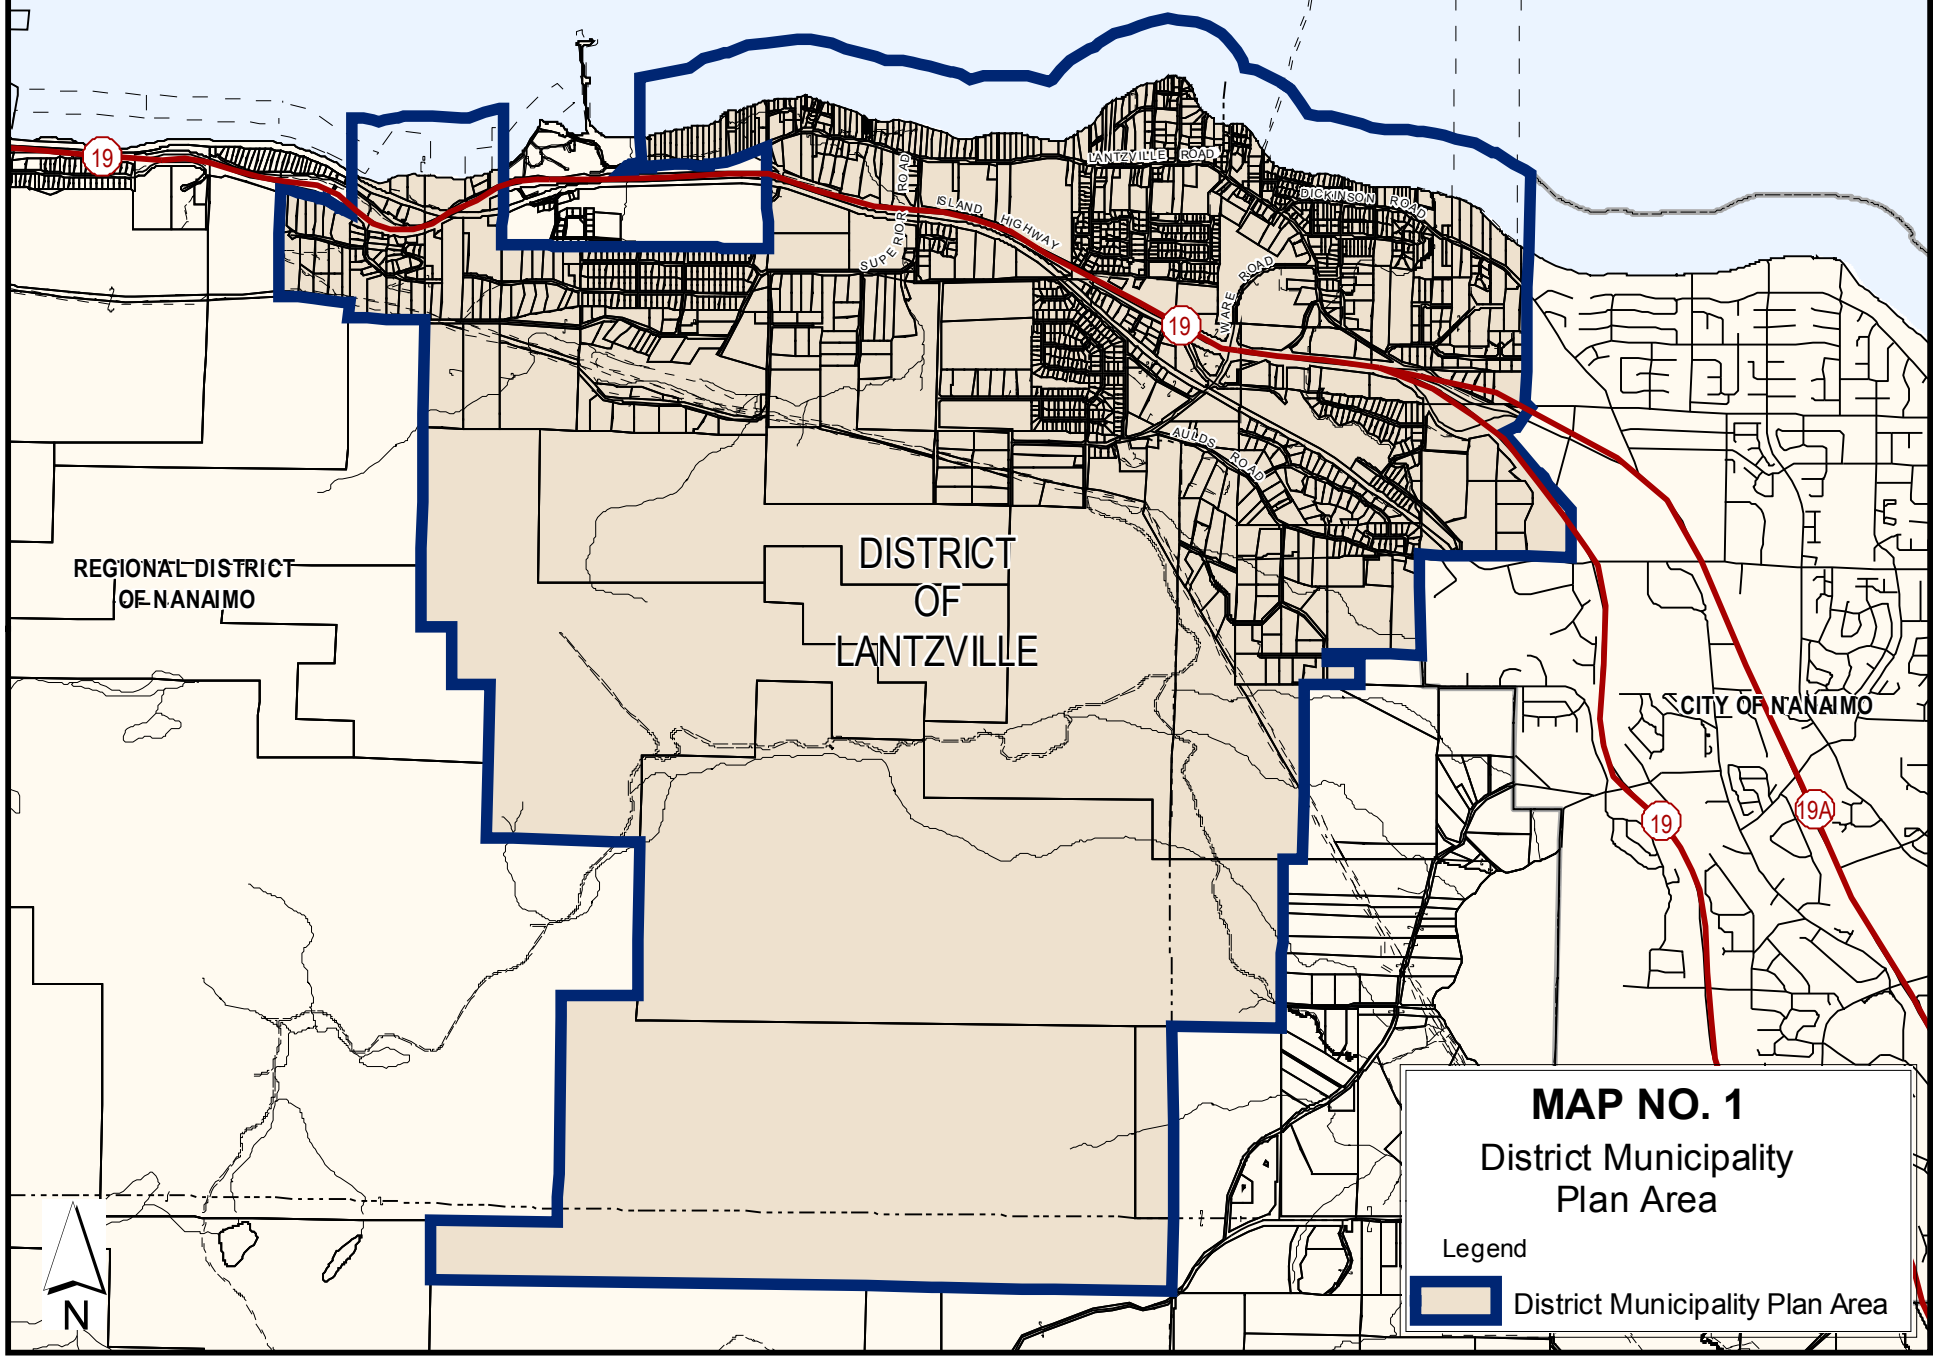 19
LANTZVILLE ROAD
DICKINSON ROAD
SUPERIOR ROAD
ISLAND HIGHWAY
WARE ROAD
19
AULDS ROAD
DISTRICT
OF
LANTZVILLE
REGIONAL DISTRICT
OF NANAIMO
CITY OF NANAIMO
19
19A
MAP NO. 1
District Municipality
Plan Area
Legend
District Municipality Plan Area
N